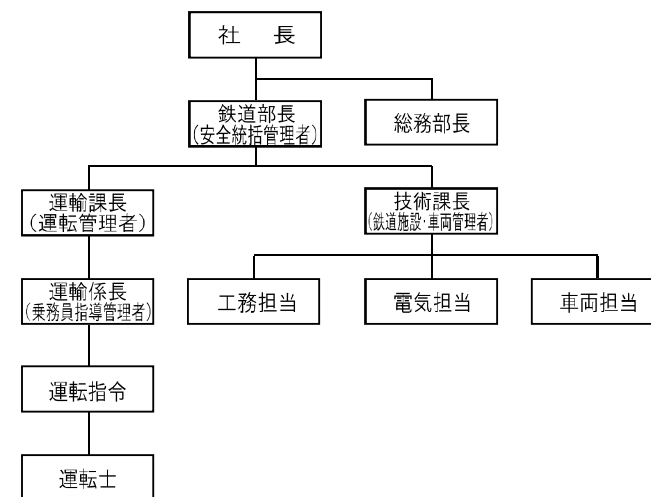 社　長
鉄道部長
（安全統括管理者）
総務部長
運輸課長
（運転管理者）
技術課長
（鉄道施設・車両管理者）
運輸係長
（乗務員指導管理者）
工務担当
電気担当
車両担当
運転指令
運転士